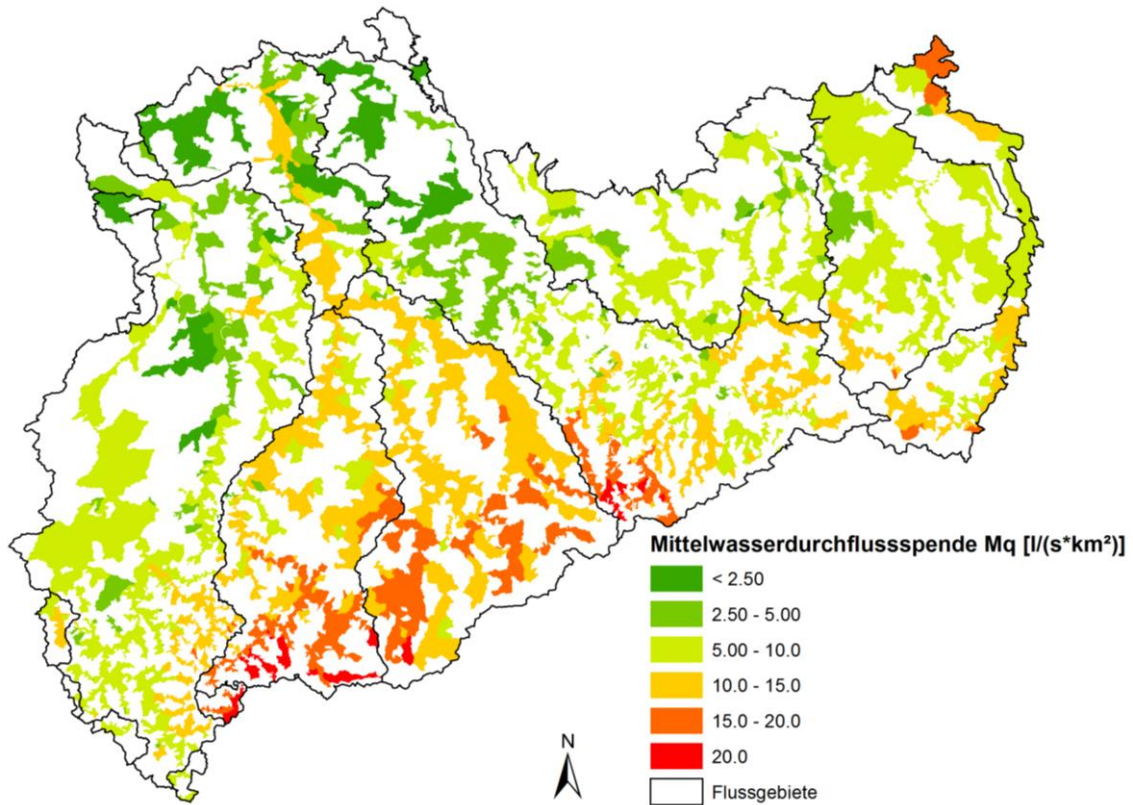 Mittelwasserdurchflussspende Mq [l/(s*km²)]
< 2.50
2.50 - 5.00
5.00 - 10.0
10.0 - 15.0
15.0 - 20.0
20.0
Flussgebiete
N